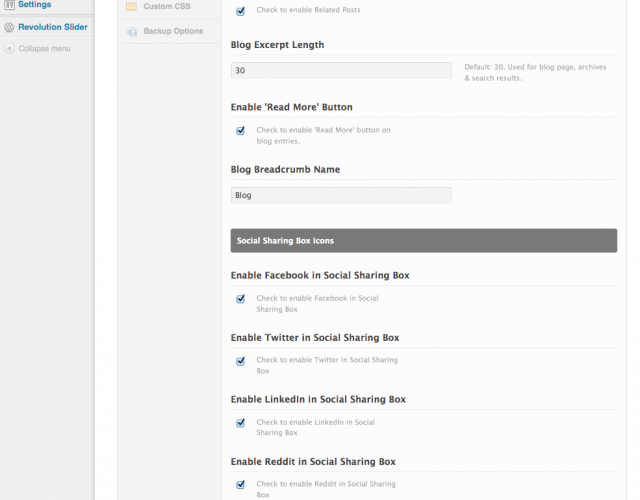 Settings
Revolution Slider
Collapse menu
Custom CSS
Backup Options
Check to enable Related Posts
Blog Excerpt Length
30
Default: 30. Used for blog page, archives
& search results.
Enable 'Read More' Button
Check to enable 'Read More' button on
blog entries.
Blog Breadcrumb Name
Blog
Social Sharing Box Icons
Enable Facebook in Social Sharing Box
Check to enable Facebook in Social
Sharing Box
Enable Twitter in Social Sharing Box
Check to enable Twitter in Social Sharing
Box
Enable LinkedIn in Social Sharing Box
Check to enable LinkedIn in Social
Sharing Box
Enable Reddit in Social Sharing Box
Check to enable Reddit in Social Sharing
Box